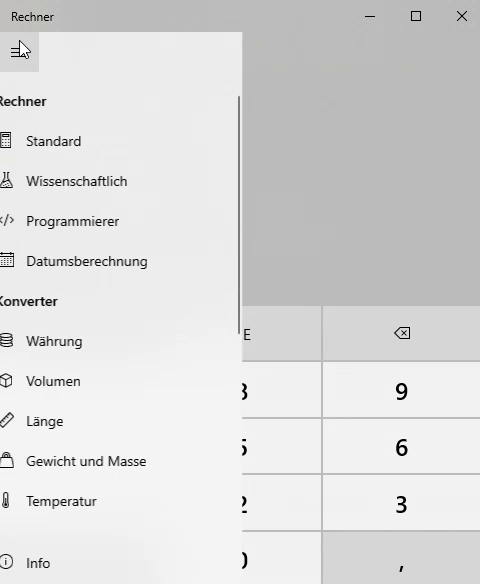 Rechner
Rechner
Standard
Wissenschaftlich
Programmierer
Datumsberechnung
Konverter
Währung
E
Volumen
9
Länge
5
6
Gewicht und Masse
Temperatur
2
3
Info
0
,